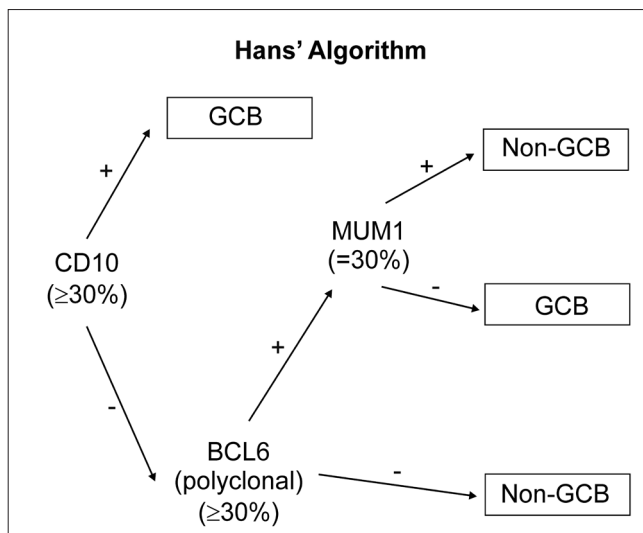 Hans’ Algorithm
GCB
+
Non-GCB
+
MUM1
(=30%)
CD10
(≥30%)
-
GCB
+
-
BCL6
(polyclonal)
(≥30%)
-
Non-GCB